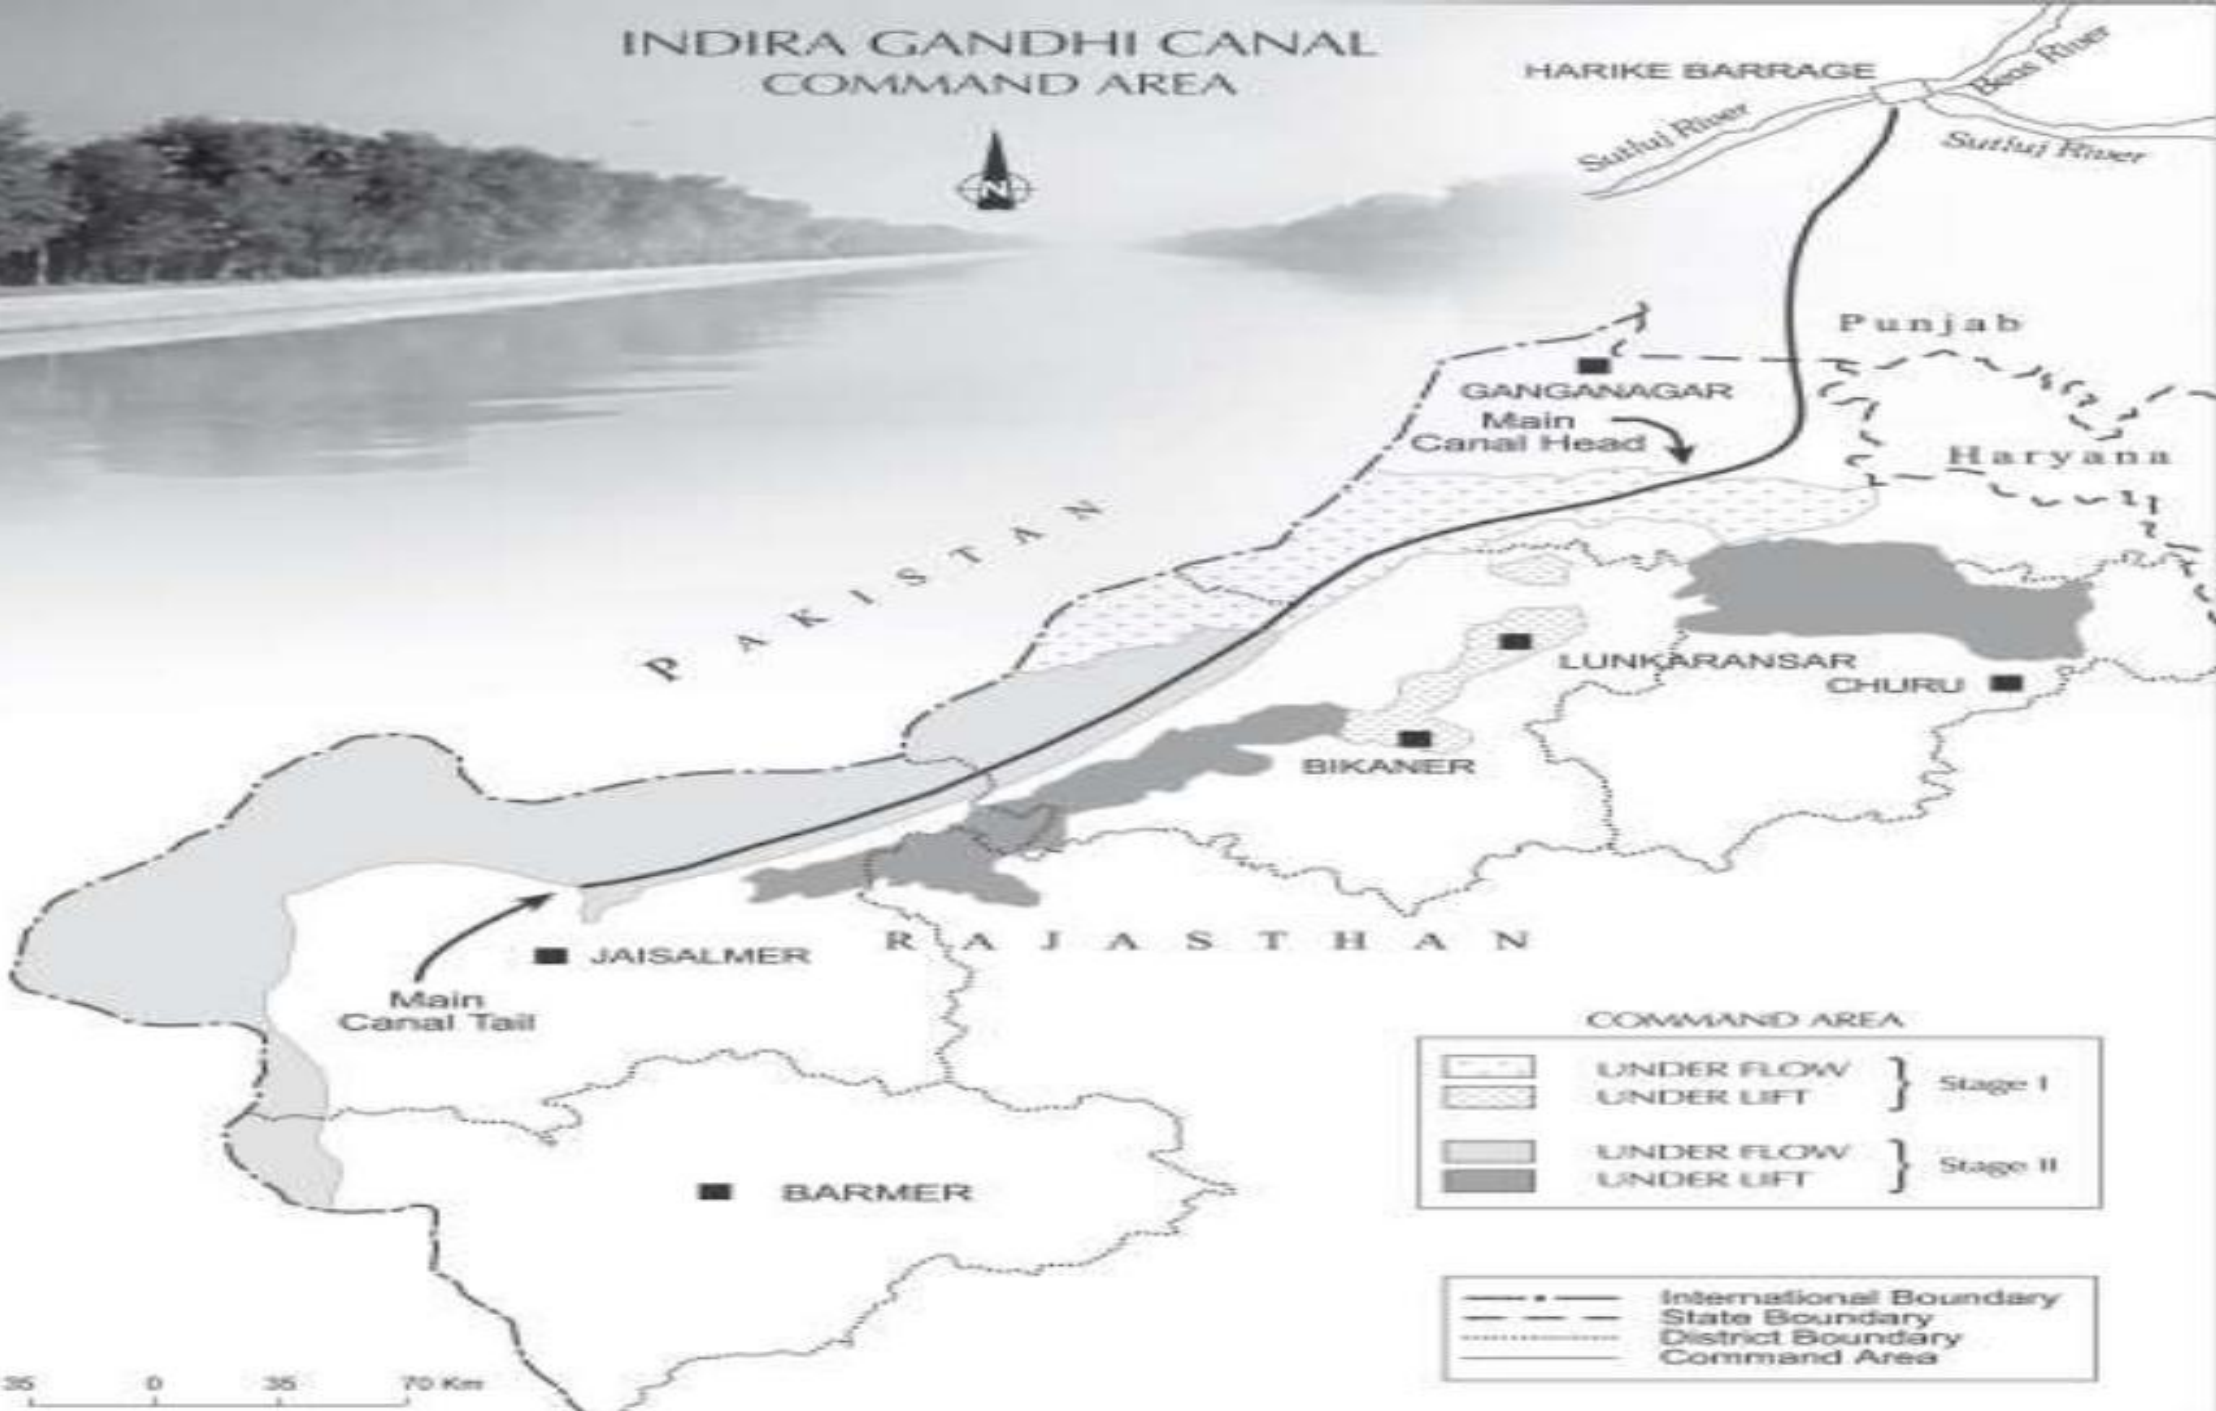 INDIRA GANDHI CANAL
COMMAND AREA
N
HARIKE BARRAGE
Beas River
Sutluj River
Sutluj River
Punjab
GANGANAGAR
Main
Canal Head
Haryana
PAKISTAN
LUNKARANSAR
CHURU
BIKANER
RAJASTHAN
JAISALMER
Main
Canal Tail
BARMER
COMMAND AREA
UNDER FLOW
UNDER LIFT
Stage I
UNDER FLOW
UNDER LIFT
Stage II
International Boundary
State Boundary
District Boundary
Command Area
35 0 35 70 Km